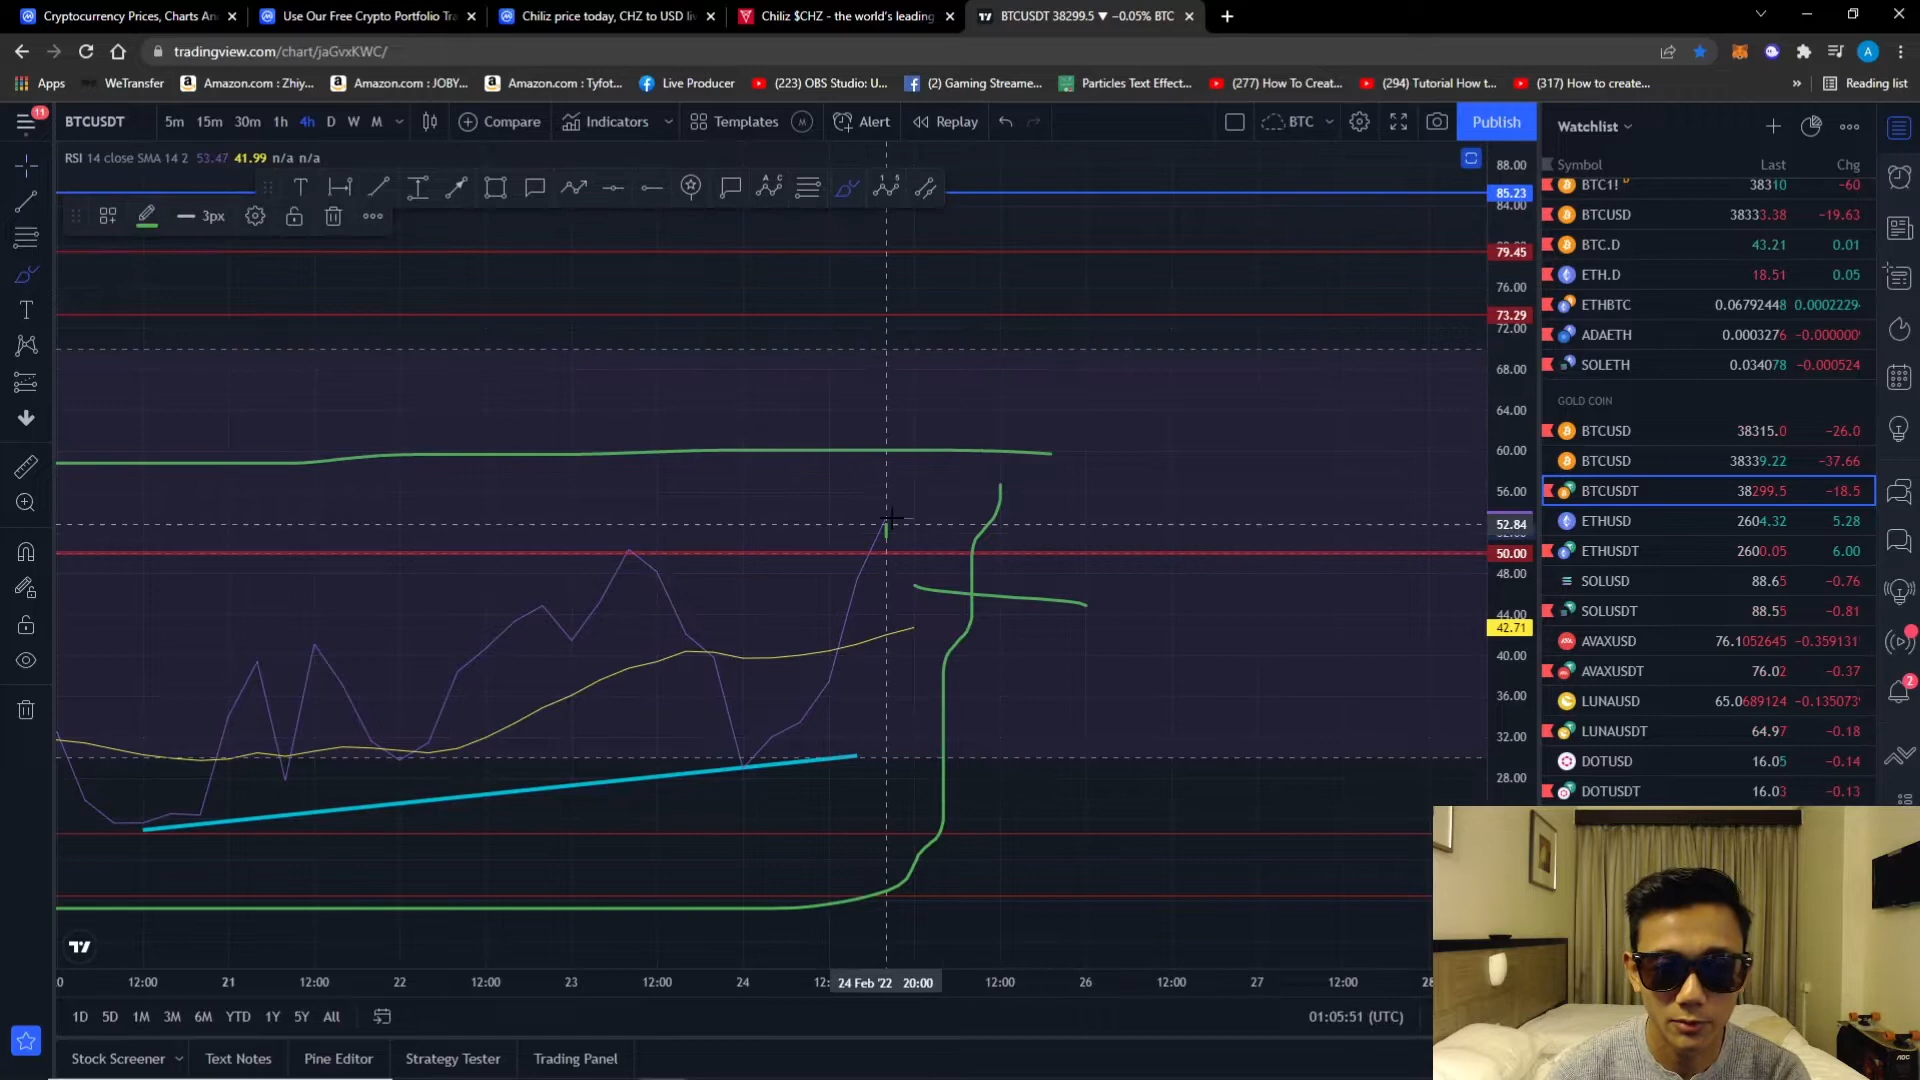 Cryptocurrency Prices, Charts An
Use Our Free Crypto Portfolio Tra
Chiliz price today, CHZ to USD li
Chiliz $CHZ - the world's leading
BTCUSDT 38299.5 ▼ −0.05% BTC
tradingview.com/chart/jaGvxKWC/
A
Apps
WeTransfer
Amazon.com : Zhiy...
Amazon.com : JOBY...
Amazon.com : Tyfot...
Live Producer
(223) OBS Studio: U...
(2) Gaming Streame...
Particles Text Effect...
(277) How To Creat...
(294) Tutorial How t...
(317) How to create...
Reading list
11
BTCUSDT
5m 15m 30m 1h 4h D W M
Compare
Indicators
Templates
M
Alert
Replay
BTC
Publish
RSI 14 close SMA 14 2 53.47 41.99 n/a n/a
3px
88.00
85.23
84.00
79.45
76.00
73.29
72.00
68.00
64.00
60.00
56.00
52.84
50.00
48.00
44.00
42.71
40.00
36.00
32.00
28.00
12:00 21 12:00 22 12:00 23 12:00 24 24 Feb '22 20:00 12:00 26 12:00 27 12:00
1D 5D 1M 3M 6M YTD 1Y 5Y All
01:05:51 (UTC)
Stock Screener
Text Notes
Pine Editor
Strategy Tester
Trading Panel
Watchlist
Symbol Last Chg
BTC1! D 38310 −60
BTCUSD 38333.38 −19.63
BTC.D 43.21 0.01
ETH.D 18.51 0.05
ETHBTC 0.06792448 0.0002229
ADAETH 0.0003276 −0.000000
SOLETH 0.034078 −0.000524
GOLD COIN
BTCUSD 38315.0 −26.0
BTCUSD 38339.22 −37.66
BTCUSDT 38299.5 −18.5
ETHUSD 2604.32 5.28
ETHUSDT 2600.05 6.00
SOLUSD 88.65 −0.76
SOLUSDT 88.55 −0.81
AVAXUSD 76.1052645 −0.359131
AVAXUSDT 76.02 −0.37
LUNAUSD 65.0689124 −0.135073
LUNAUSDT 64.97 −0.18
DOTUSD 16.05 −0.14
DOTUSDT 16.03 −0.13
2
AOC